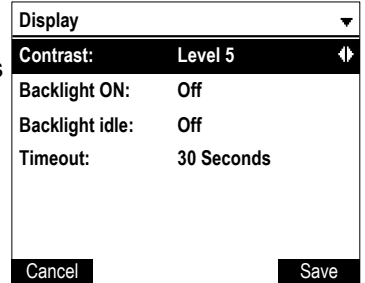 Display
Contrast: Level 5
s
Backlight ON: Off
Backlight idle: Off
Timeout: 30 Seconds
Cancel Save